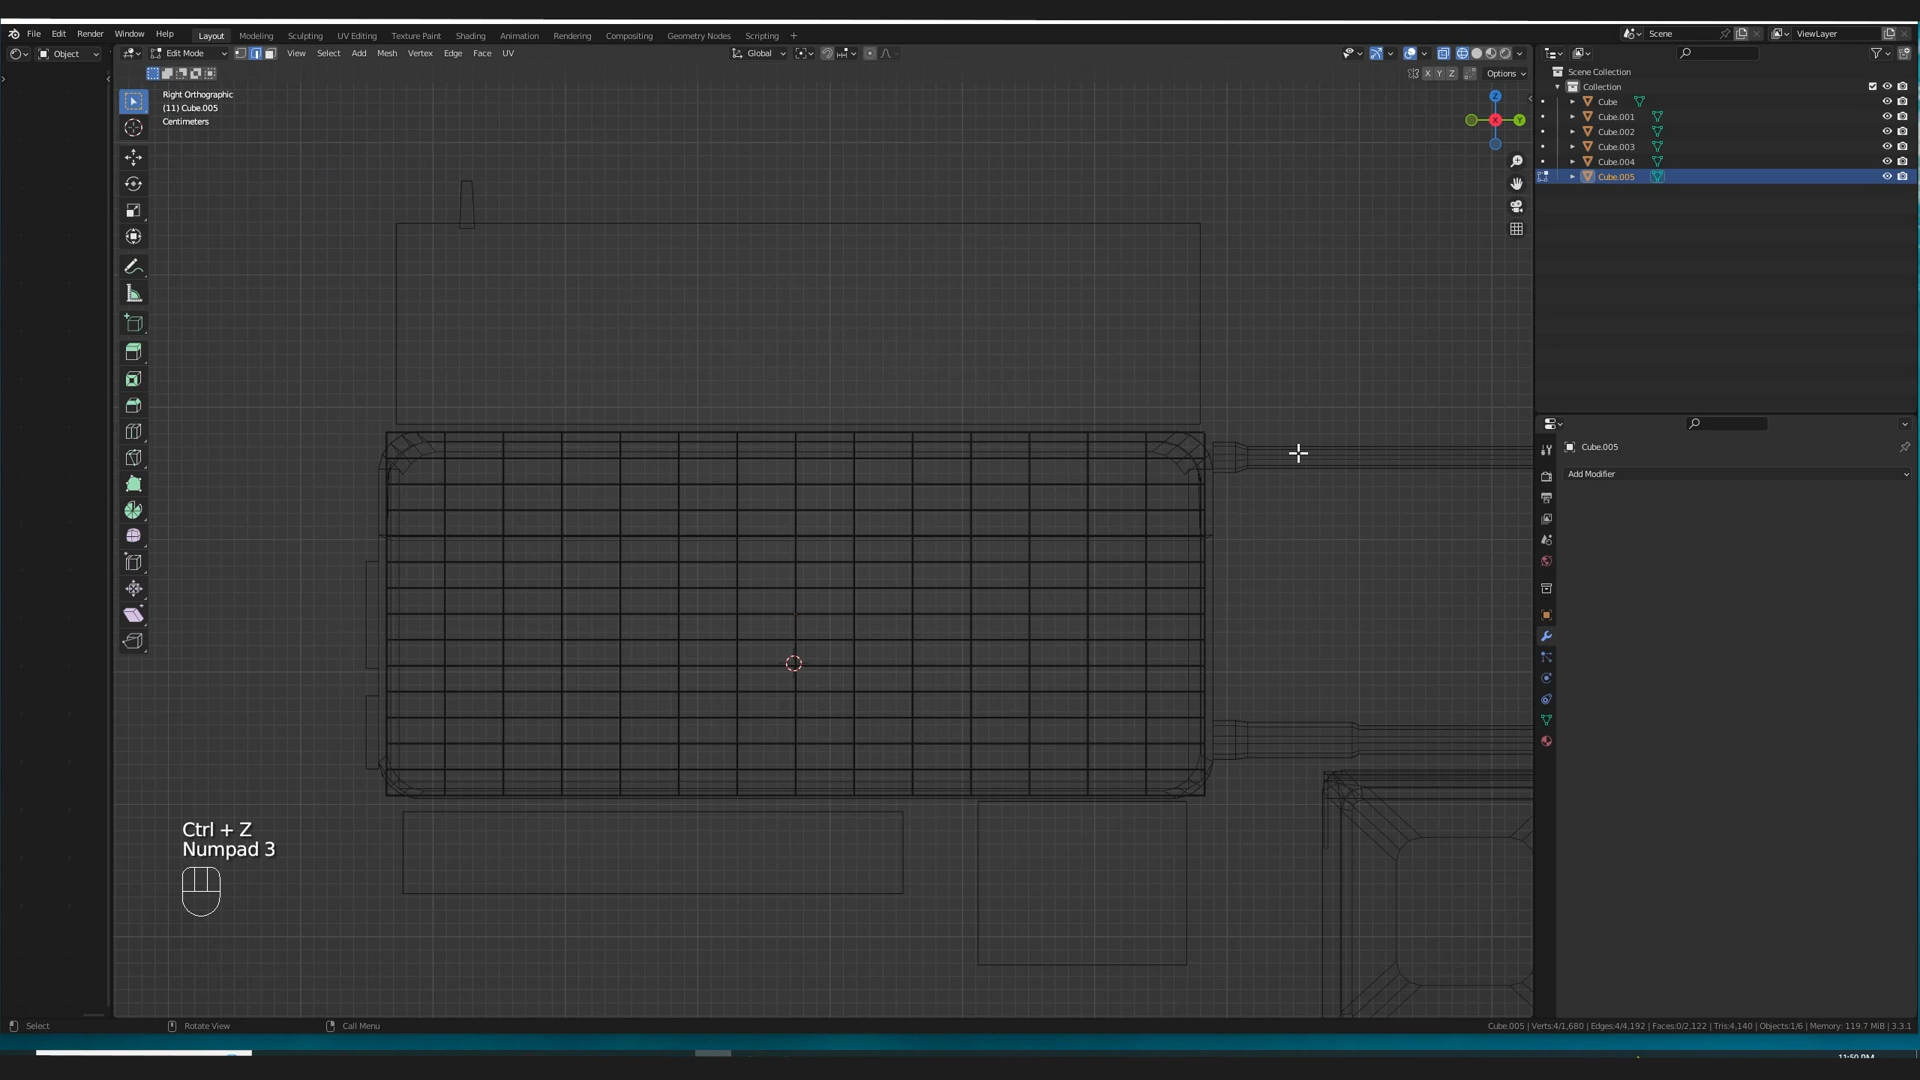 File Edit Render Window Help Layout Modeling Sculpting UV Editing Texture Paint Shading Animation Rendering Compositing Geometry Nodes Scripting + Scene ViewLayer
Object Edit Mode View Select Add Mesh Vertex Edge Face UV Global
X Y Z Options
Right Orthographic
(11) Cube.005
Centimeters
Z
X
Y
Scene Collection
Collection
Cube
Cube.001
Cube.002
Cube.003
Cube.004
Cube.005
Cube.005
Add Modifier
Ctrl + Z
Numpad 3
Select Rotate View Call Menu
Cube.005 | Verts:4/1,680 | Edges:4/4,192 | Faces:0/2,122 | Tris:4,140 | Objects:1/6 | Memory: 119.7 MiB | 3.3.1
11:50 PM